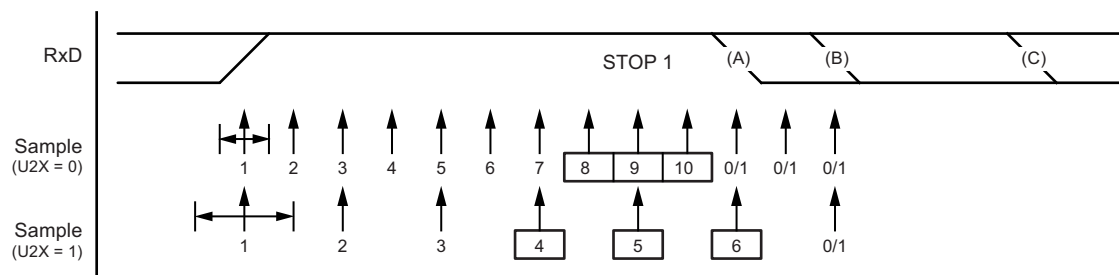 RxD
STOP 1
(A)
(B)
(C)
Sample
(U2X = 0)
1 2 3 4 5 6 7 8 9 10 0/1 0/1 0/1
Sample
(U2X = 1)
1 2 3 4 5 6 0/1